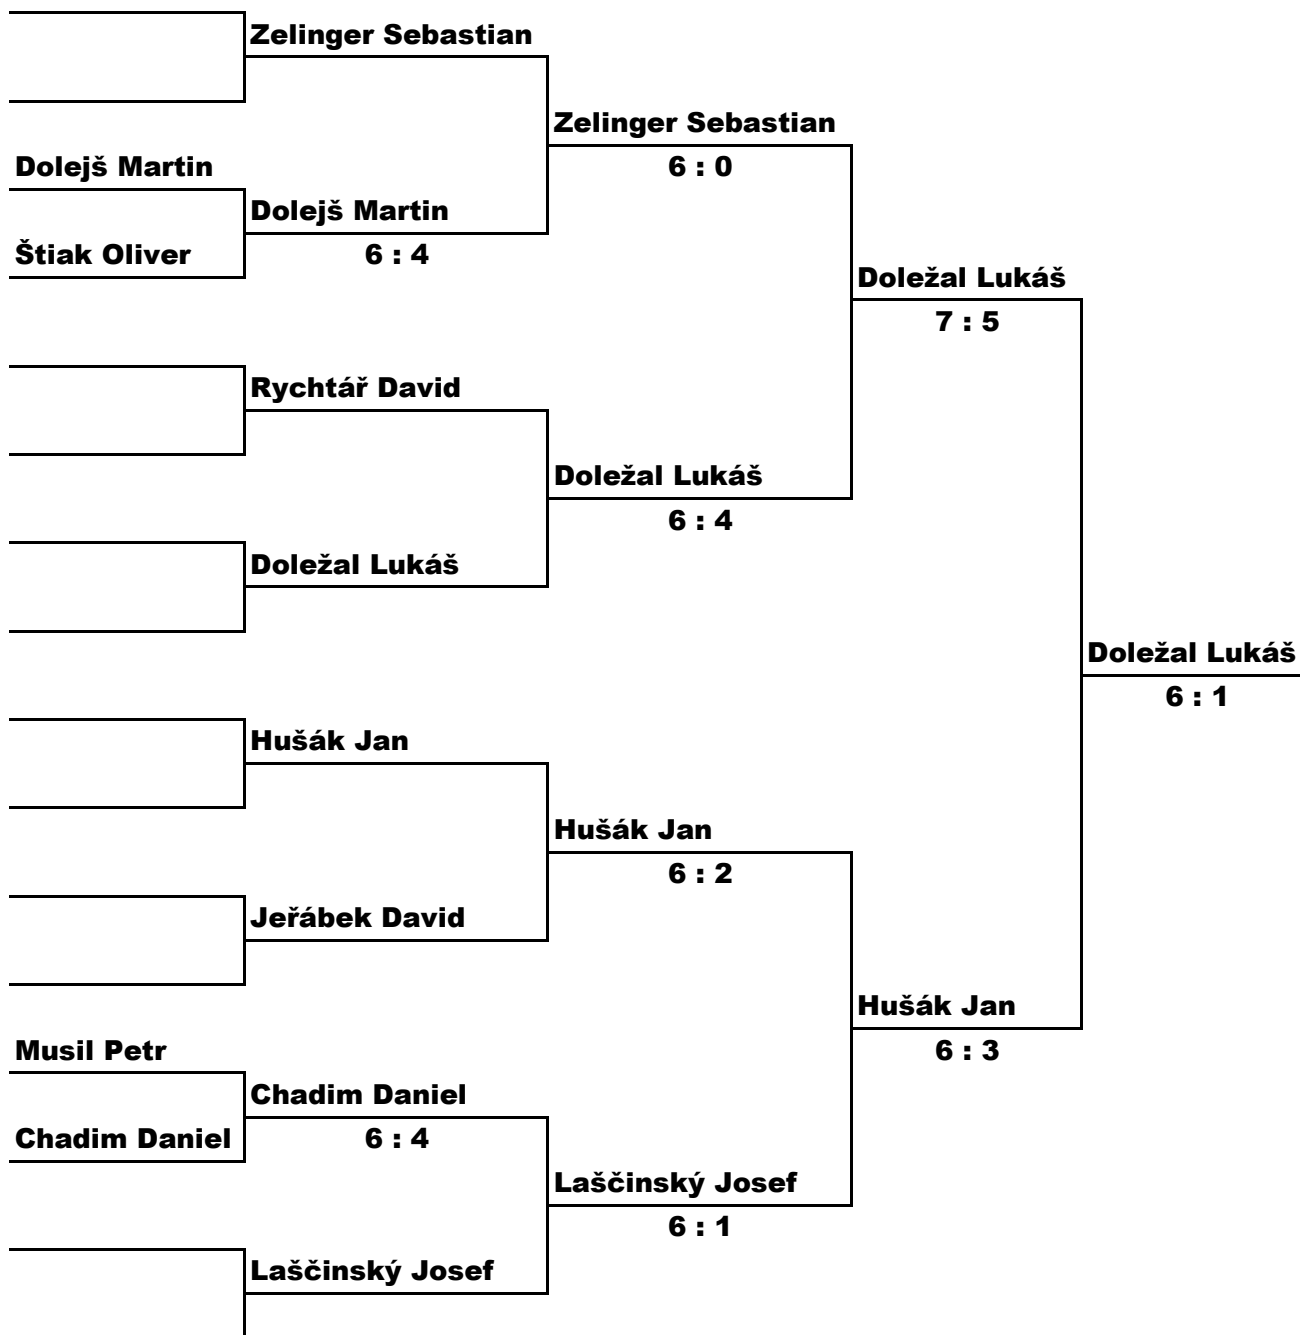 Zelinger Sebastian
Zelinger Sebastian
6 : 0
Dolejš Martin
Dolejš Martin
Štiak Oliver
6 : 4
Doležal Lukáš
7 : 5
Rychtář David
Doležal Lukáš
6 : 4
Doležal Lukáš
Doležal Lukáš
6 : 1
Hušák Jan
Hušák Jan
6 : 2
Jeřábek David
Hušák Jan
6 : 3
Musil Petr
Chadim Daniel
Chadim Daniel
6 : 4
Laščinský Josef
6 : 1
Laščinský Josef